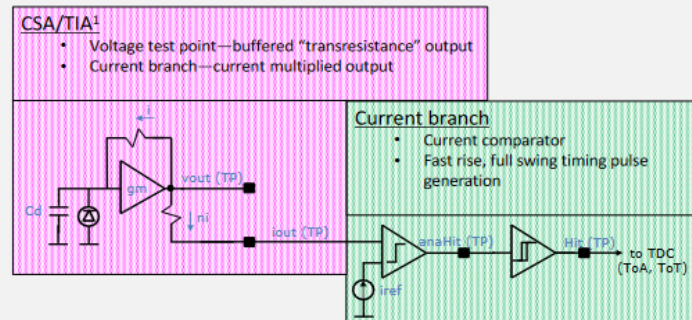 CSA/TIA¹
• Voltage test point—buffered “transresistance” output
• Current branch—current multiplied output
Current branch
• Current comparator
• Fast rise, full swing timing pulse
generation
i
gm
vout (TP)
Cd
ni
iout (TP)
anaHit (TP)
Hit (TP)
to TDC
(ToA, ToT)
iref